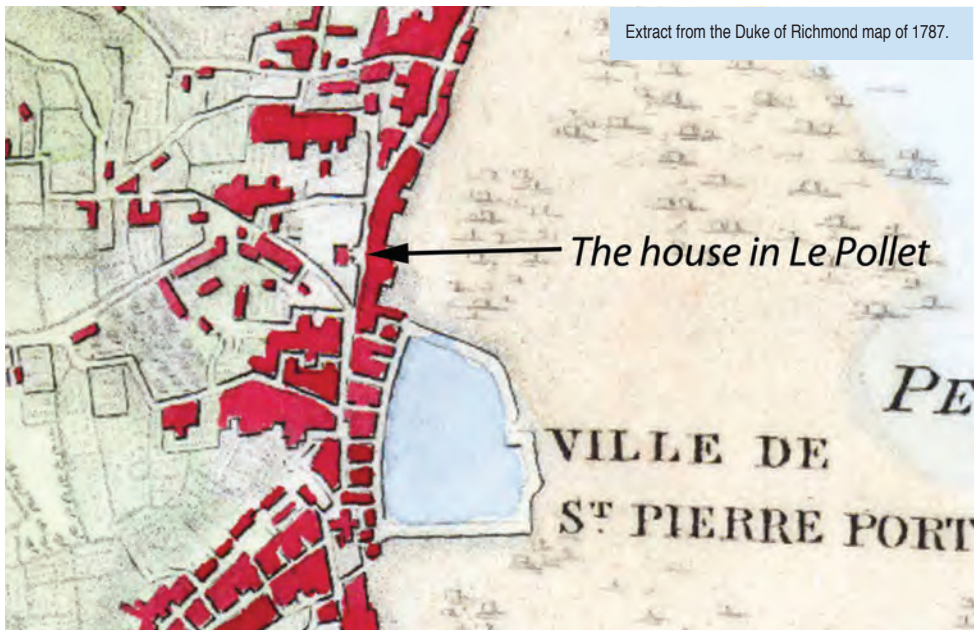 Extract from the Duke of Richmond map of 1787.
The house in Le Pollet
PE
VILLE DE
ST PIERRE PORT